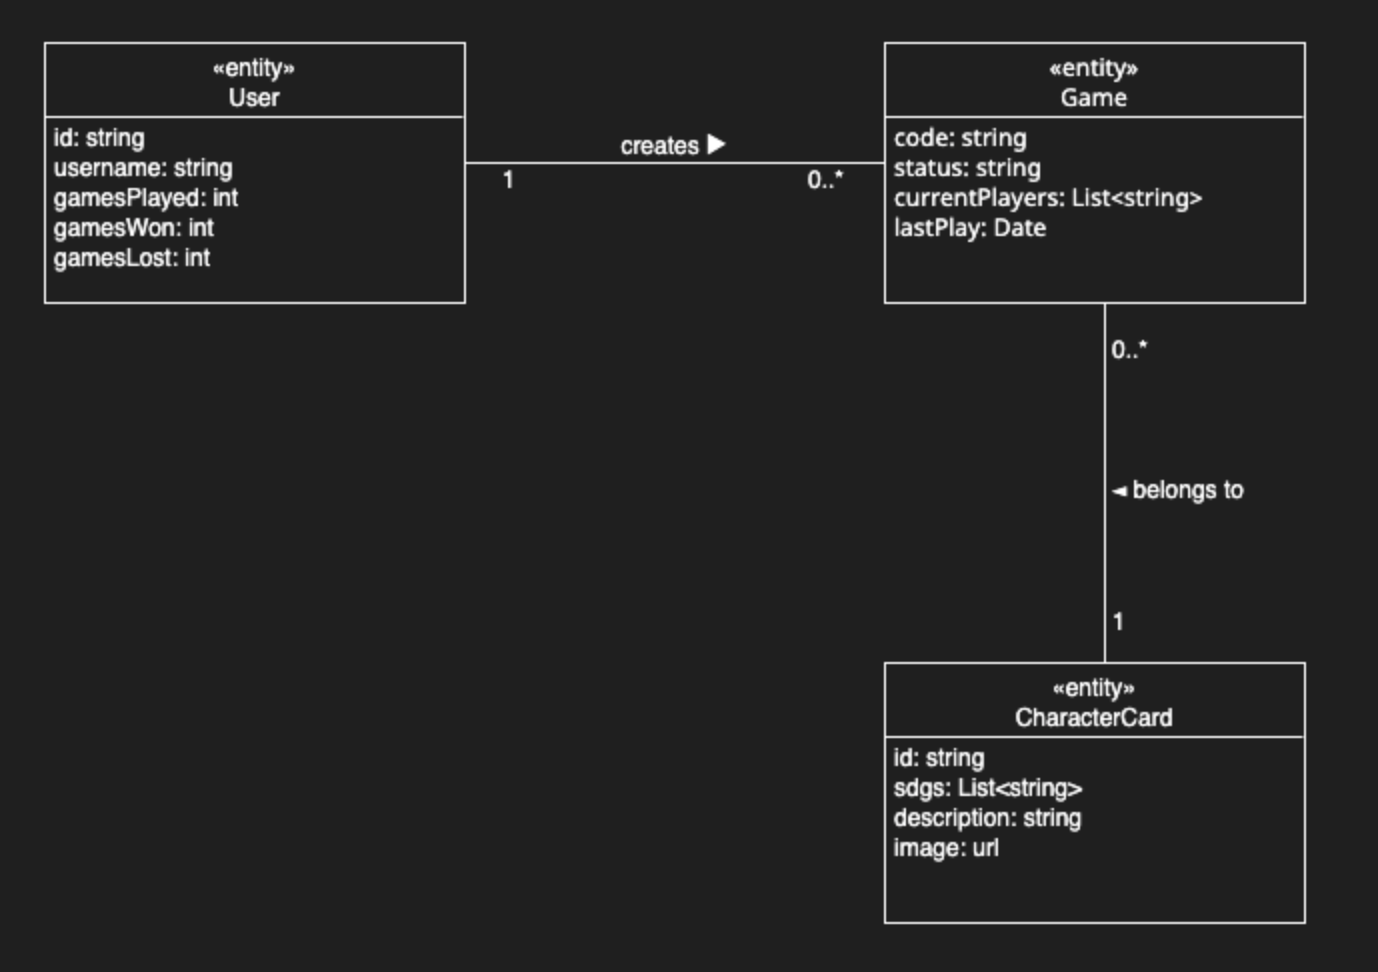 «entity»
User
id: string
username: string
gamesPlayed: int
gamesWon: int
gamesLost: int
creates ▶
1
0..*
«entity»
Game
code: string
status: string
currentPlayers: List<string>
lastPlay: Date
0..*
◄ belongs to
1
«entity»
CharacterCard
id: string
sdgs: List<string>
description: string
image: url